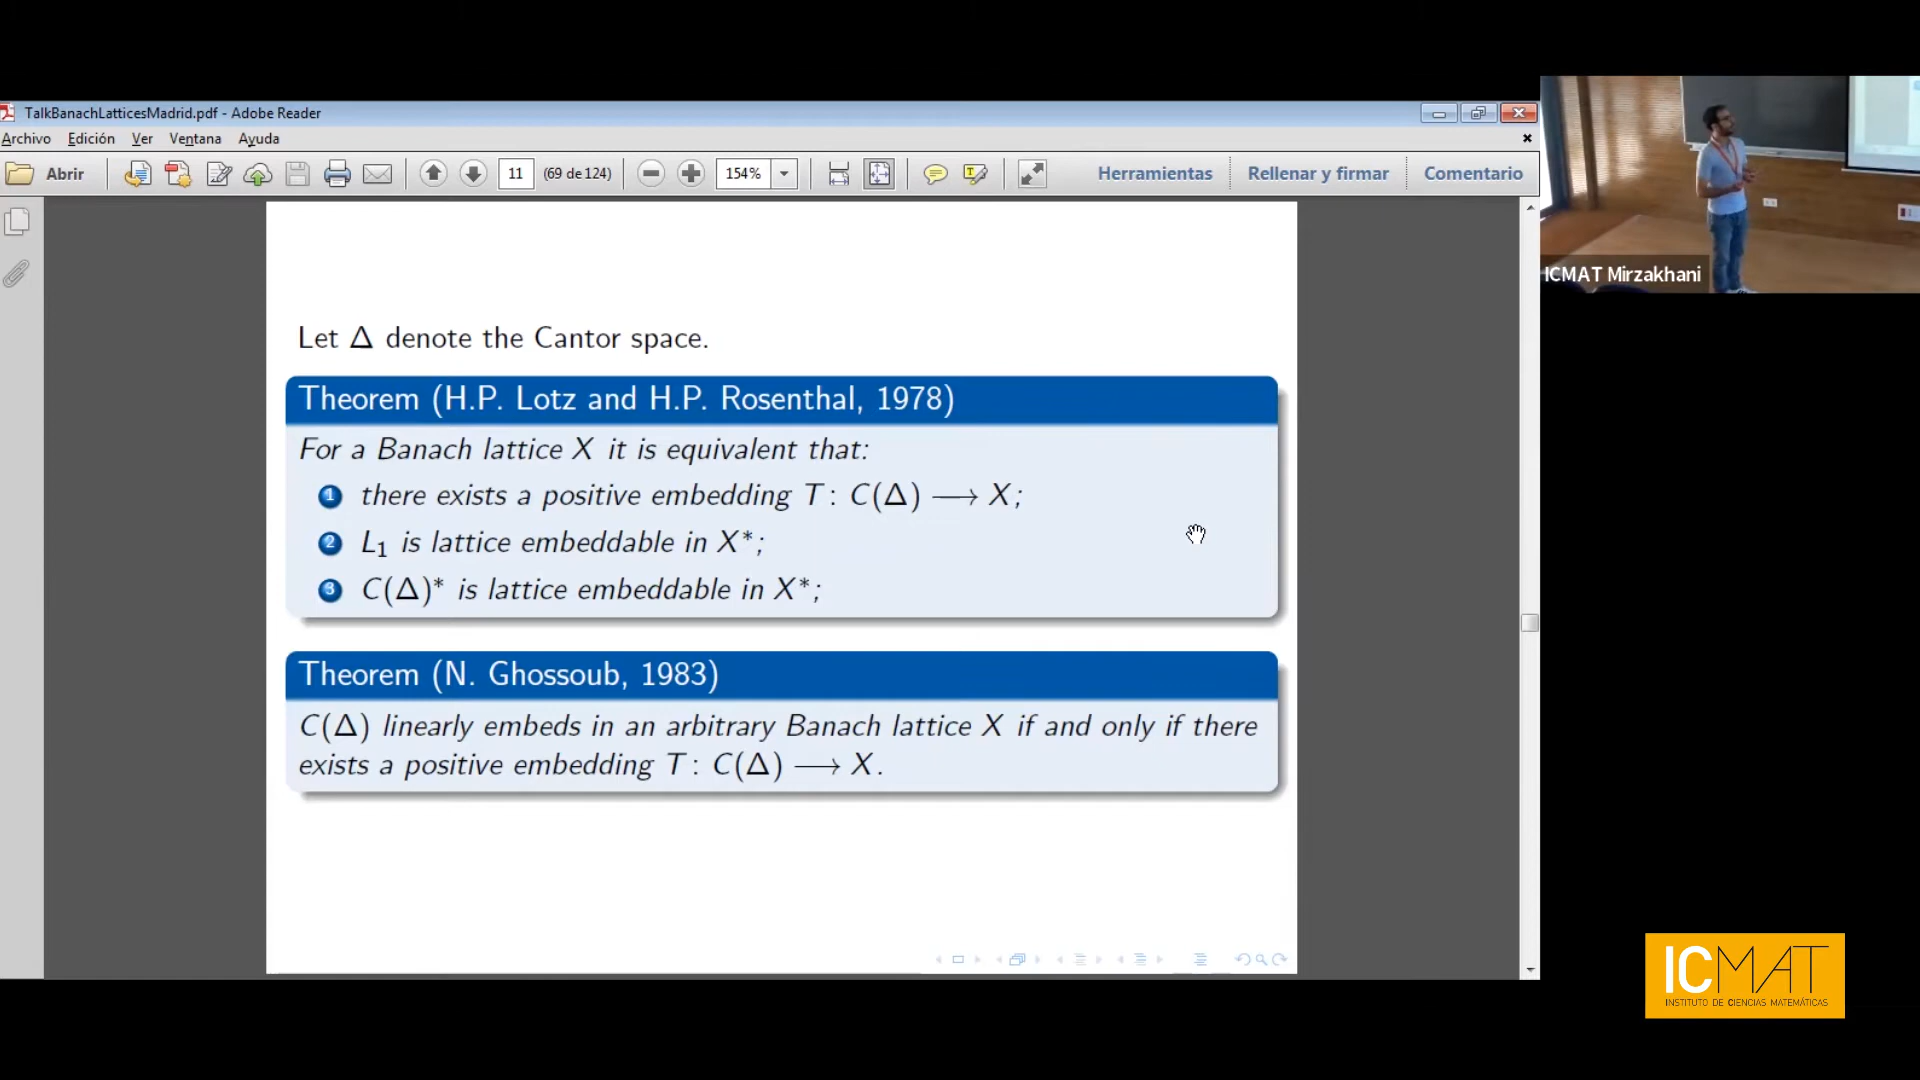 TalkBanachLatticesMadrid.pdf - Adobe Reader
Archivo Edición Ver Ventana Ayuda
Abrir 11 (69 de 124) 154% Herramientas Rellenar y firmar Comentario
ICMAT Mirzakhani
Let Δ denote the Cantor space.
Theorem (H.P. Lotz and H.P. Rosenthal, 1978)
For a Banach lattice X it is equivalent that:
1 there exists a positive embedding T: C(Δ) ⟶ X;
2 L₁ is lattice embeddable in X*;
3 C(Δ)* is lattice embeddable in X*;
Theorem (N. Ghossoub, 1983)
C(Δ) linearly embeds in an arbitrary Banach lattice X if and only if there
exists a positive embedding T: C(Δ) ⟶ X.
ICMAT
INSTITUTO DE CIENCIAS MATEMÁTICAS